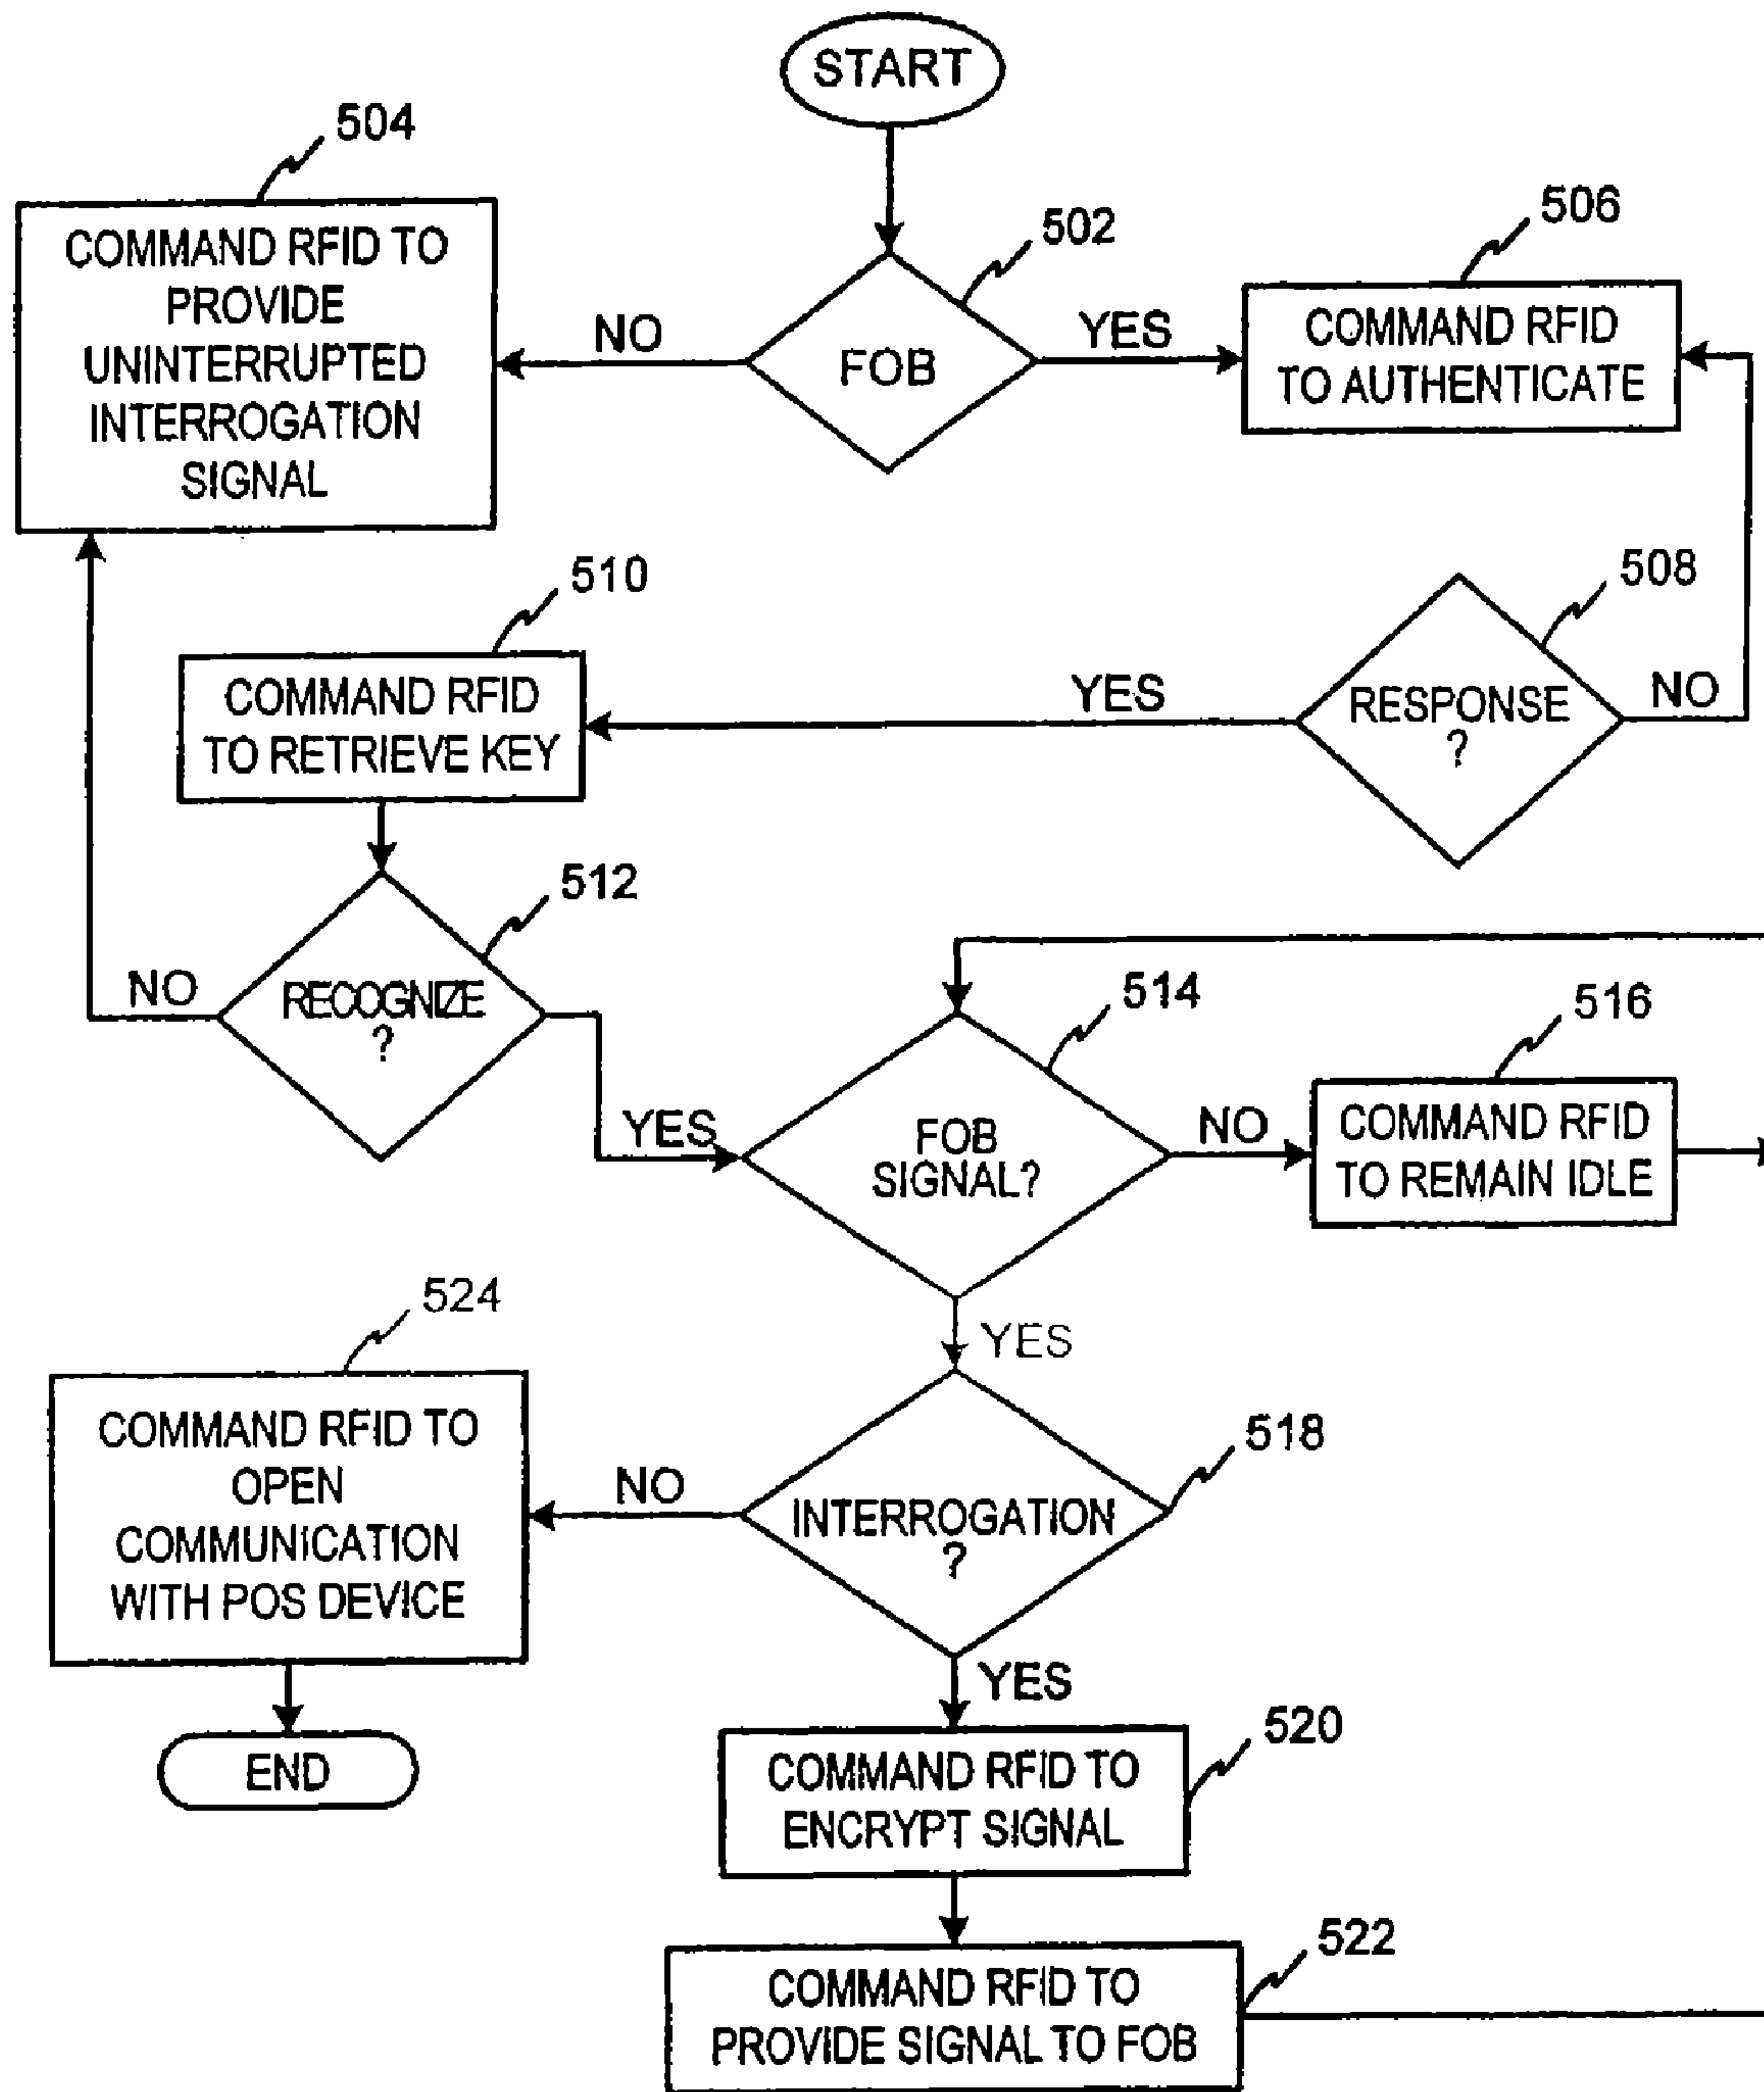 START
504
COMMAND RFID TO
PROVIDE
UNINTERRUPTED
INTERROGATION
SIGNAL
NO
502
FOB
YES
506
COMMAND RFID
TO AUTHENTICATE
510
COMMAND RFID
TO RETRIEVE KEY
YES
508
RESPONSE
?
NO
512
RECOGNIZE
?
NO
YES
514
FOB
SIGNAL?
NO
516
COMMAND RFID
TO REMAIN IDLE
YES
524
COMMAND RFID TO
OPEN
COMMUNICATION
WITH POS DEVICE
NO
518
INTERROGATION
?
YES
END
520
COMMAND RFID TO
ENCRYPT SIGNAL
522
COMMAND RFID TO
PROVIDE SIGNAL TO FOB